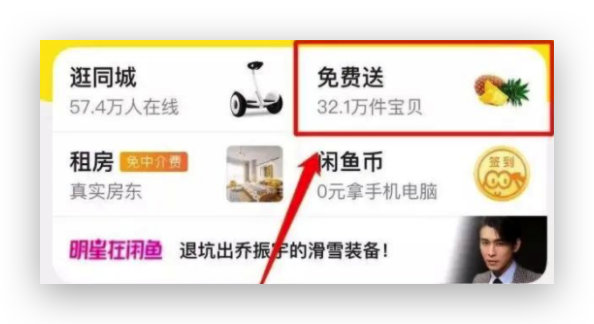 逛同城
57.4万人在线
免费送
32.1万件宝贝
租房 免中介费
真实房东
闲鱼币
0元拿手机电脑
签到
明星在闲鱼 退坑出乔振宇的滑雪装备！